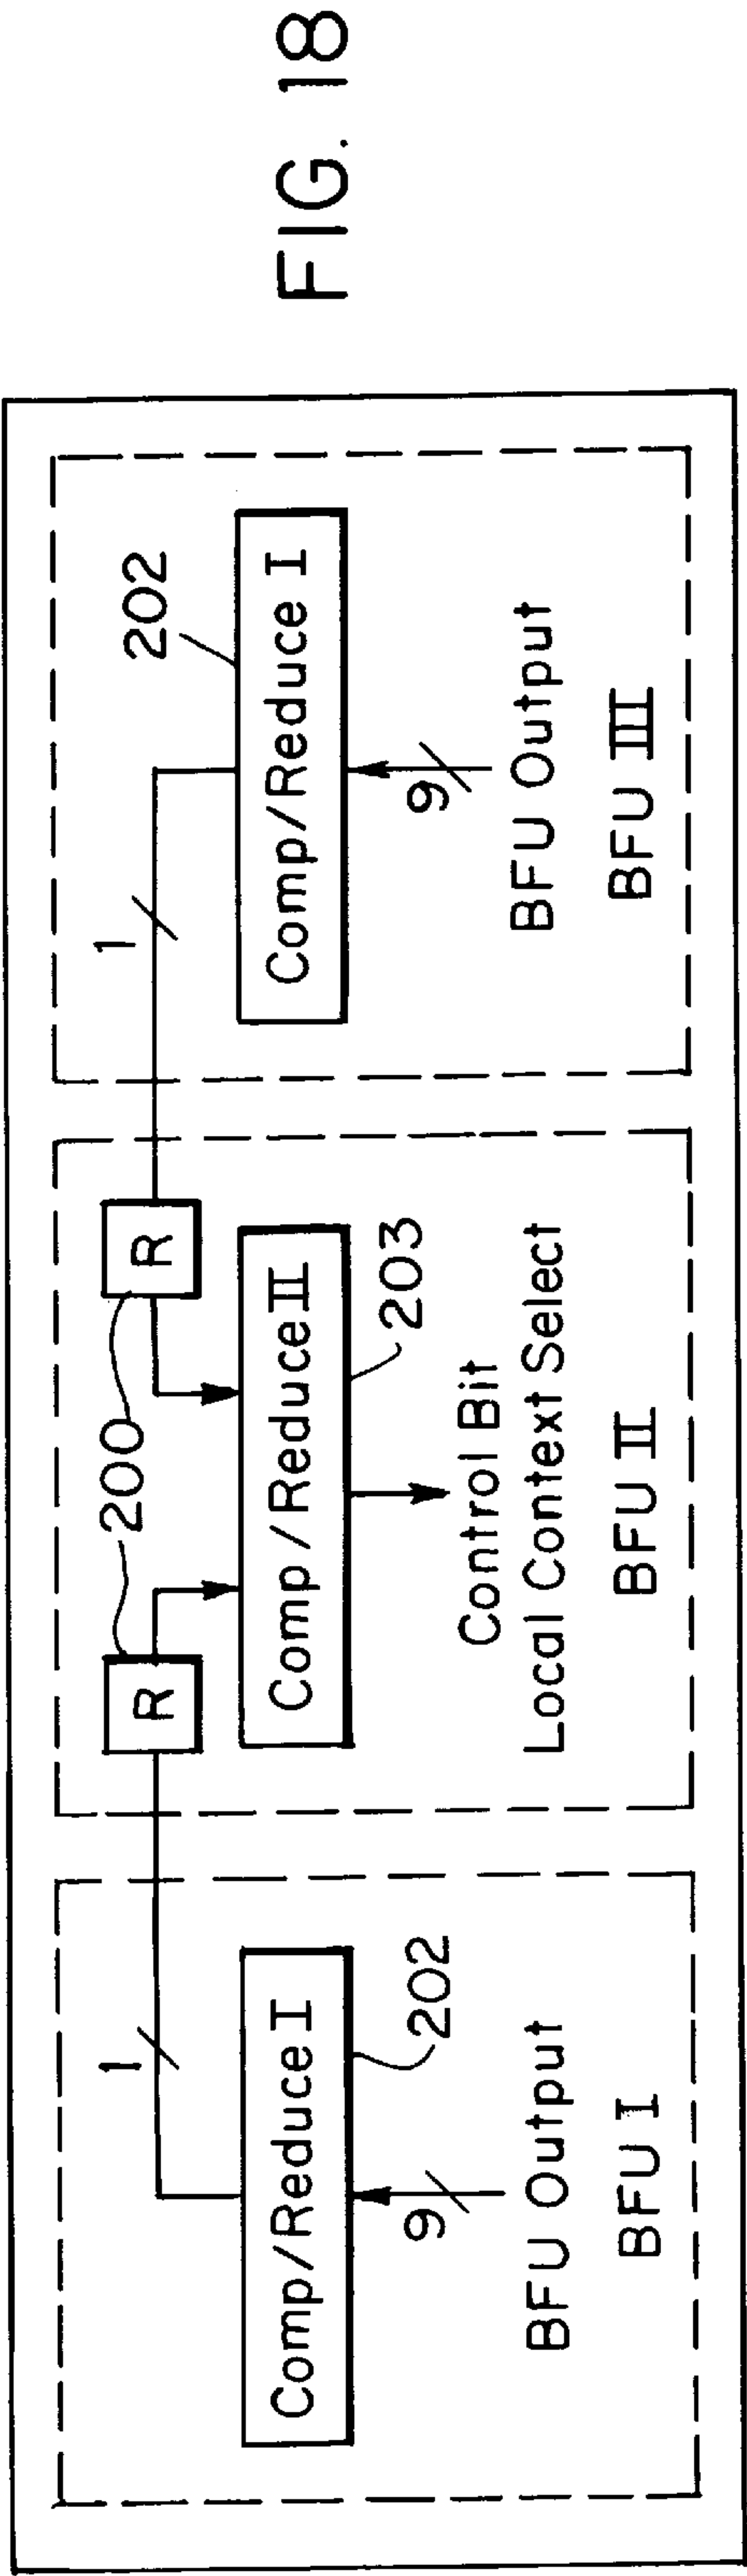 1
Comp/Reduce I
202
9
BFU Output
BFU I
200
R
R
Comp/Reduce II
203
Control Bit
Local Context Select
BFU II
1
202
Comp/Reduce I
9
BFU Output
BFU III
FIG. 18